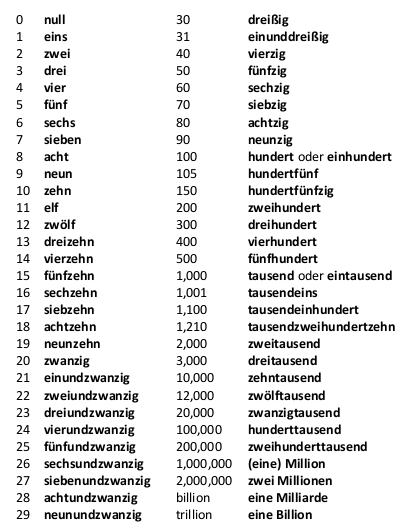 0 null 30 dreißig
1 eins 31 einunddreißig
2 zwei 40 vierzig
3 drei 50 fünfzig
4 vier 60 sechzig
5 fünf 70 siebzig
6 sechs 80 achtzig
7 sieben 90 neunzig
8 acht 100 hundert oder einhundert
9 neun 105 hundertfünf
10 zehn 150 hundertfünfzig
11 elf 200 zweihundert
12 zwölf 300 dreihundert
13 dreizehn 400 vierhundert
14 vierzehn 500 fünfhundert
15 fünfzehn 1,000 tausend oder eintausend
16 sechzehn 1,001 tausendeins
17 siebzehn 1,100 tausendeinhundert
18 achtzehn 1,210 tausendzweihundertzehn
19 neunzehn 2,000 zweitausend
20 zwanzig 3,000 dreitausend
21 einundzwanzig 10,000 zehntausend
22 zweiundzwanzig 12,000 zwölftausend
23 dreiundzwanzig 20,000 zwanzigtausend
24 vierundzwanzig 100,000 hunderttausend
25 fünfundzwanzig 200,000 zweihunderttausend
26 sechsundzwanzig 1,000,000 (eine) Million
27 siebenundzwanzig 2,000,000 zwei Millionen
28 achtundzwanzig billion eine Milliarde
29 neunundzwanzig trillion eine Billion